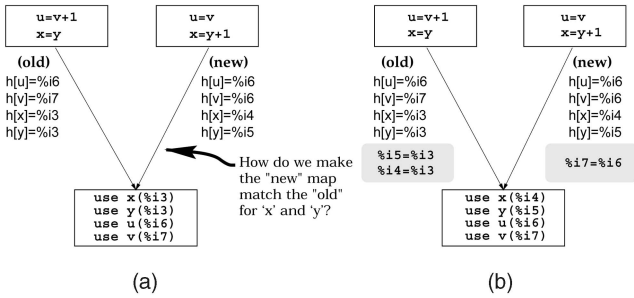 u=v+1
x=y
u=v
x=y+1
(old)
h[u]=%i6
h[v]=%i7
h[x]=%i3
h[y]=%i3
(new)
h[u]=%i6
h[v]=%i6
h[x]=%i4
h[y]=%i5
How do we make
the "new" map
match the "old"
for ‘x’ and ‘y’?
use x(%i3)
use y(%i3)
use u(%i6)
use v(%i7)
(a)
u=v+1
x=y
u=v
x=y+1
(old)
h[u]=%i6
h[v]=%i7
h[x]=%i3
h[y]=%i3
%i5=%i3
%i4=%i3
(new)
h[u]=%i6
h[v]=%i6
h[x]=%i4
h[y]=%i5
%i7=%i6
use x(%i4)
use y(%i5)
use u(%i6)
use v(%i7)
(b)